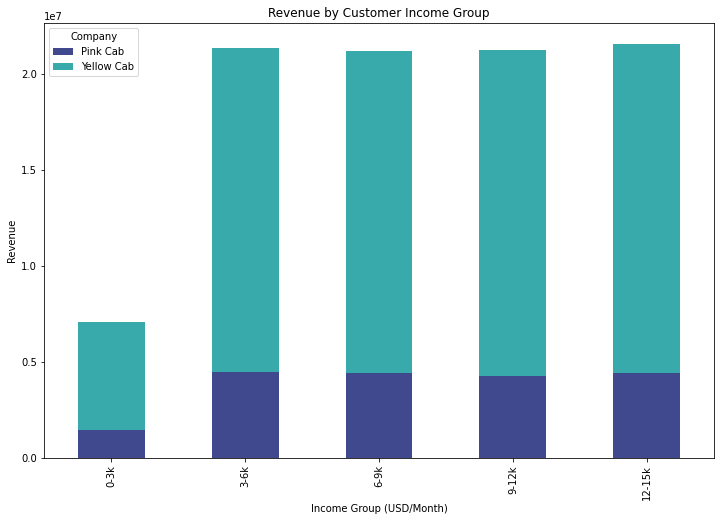 Revenue by Customer Income Group
1e7
Company
Pink Cab
Yellow Cab
2.0
1.5
1.0
0.5
0.0
Revenue
0-3k
3-6k
6-9k
9-12k
12-15k
Income Group (USD/Month)